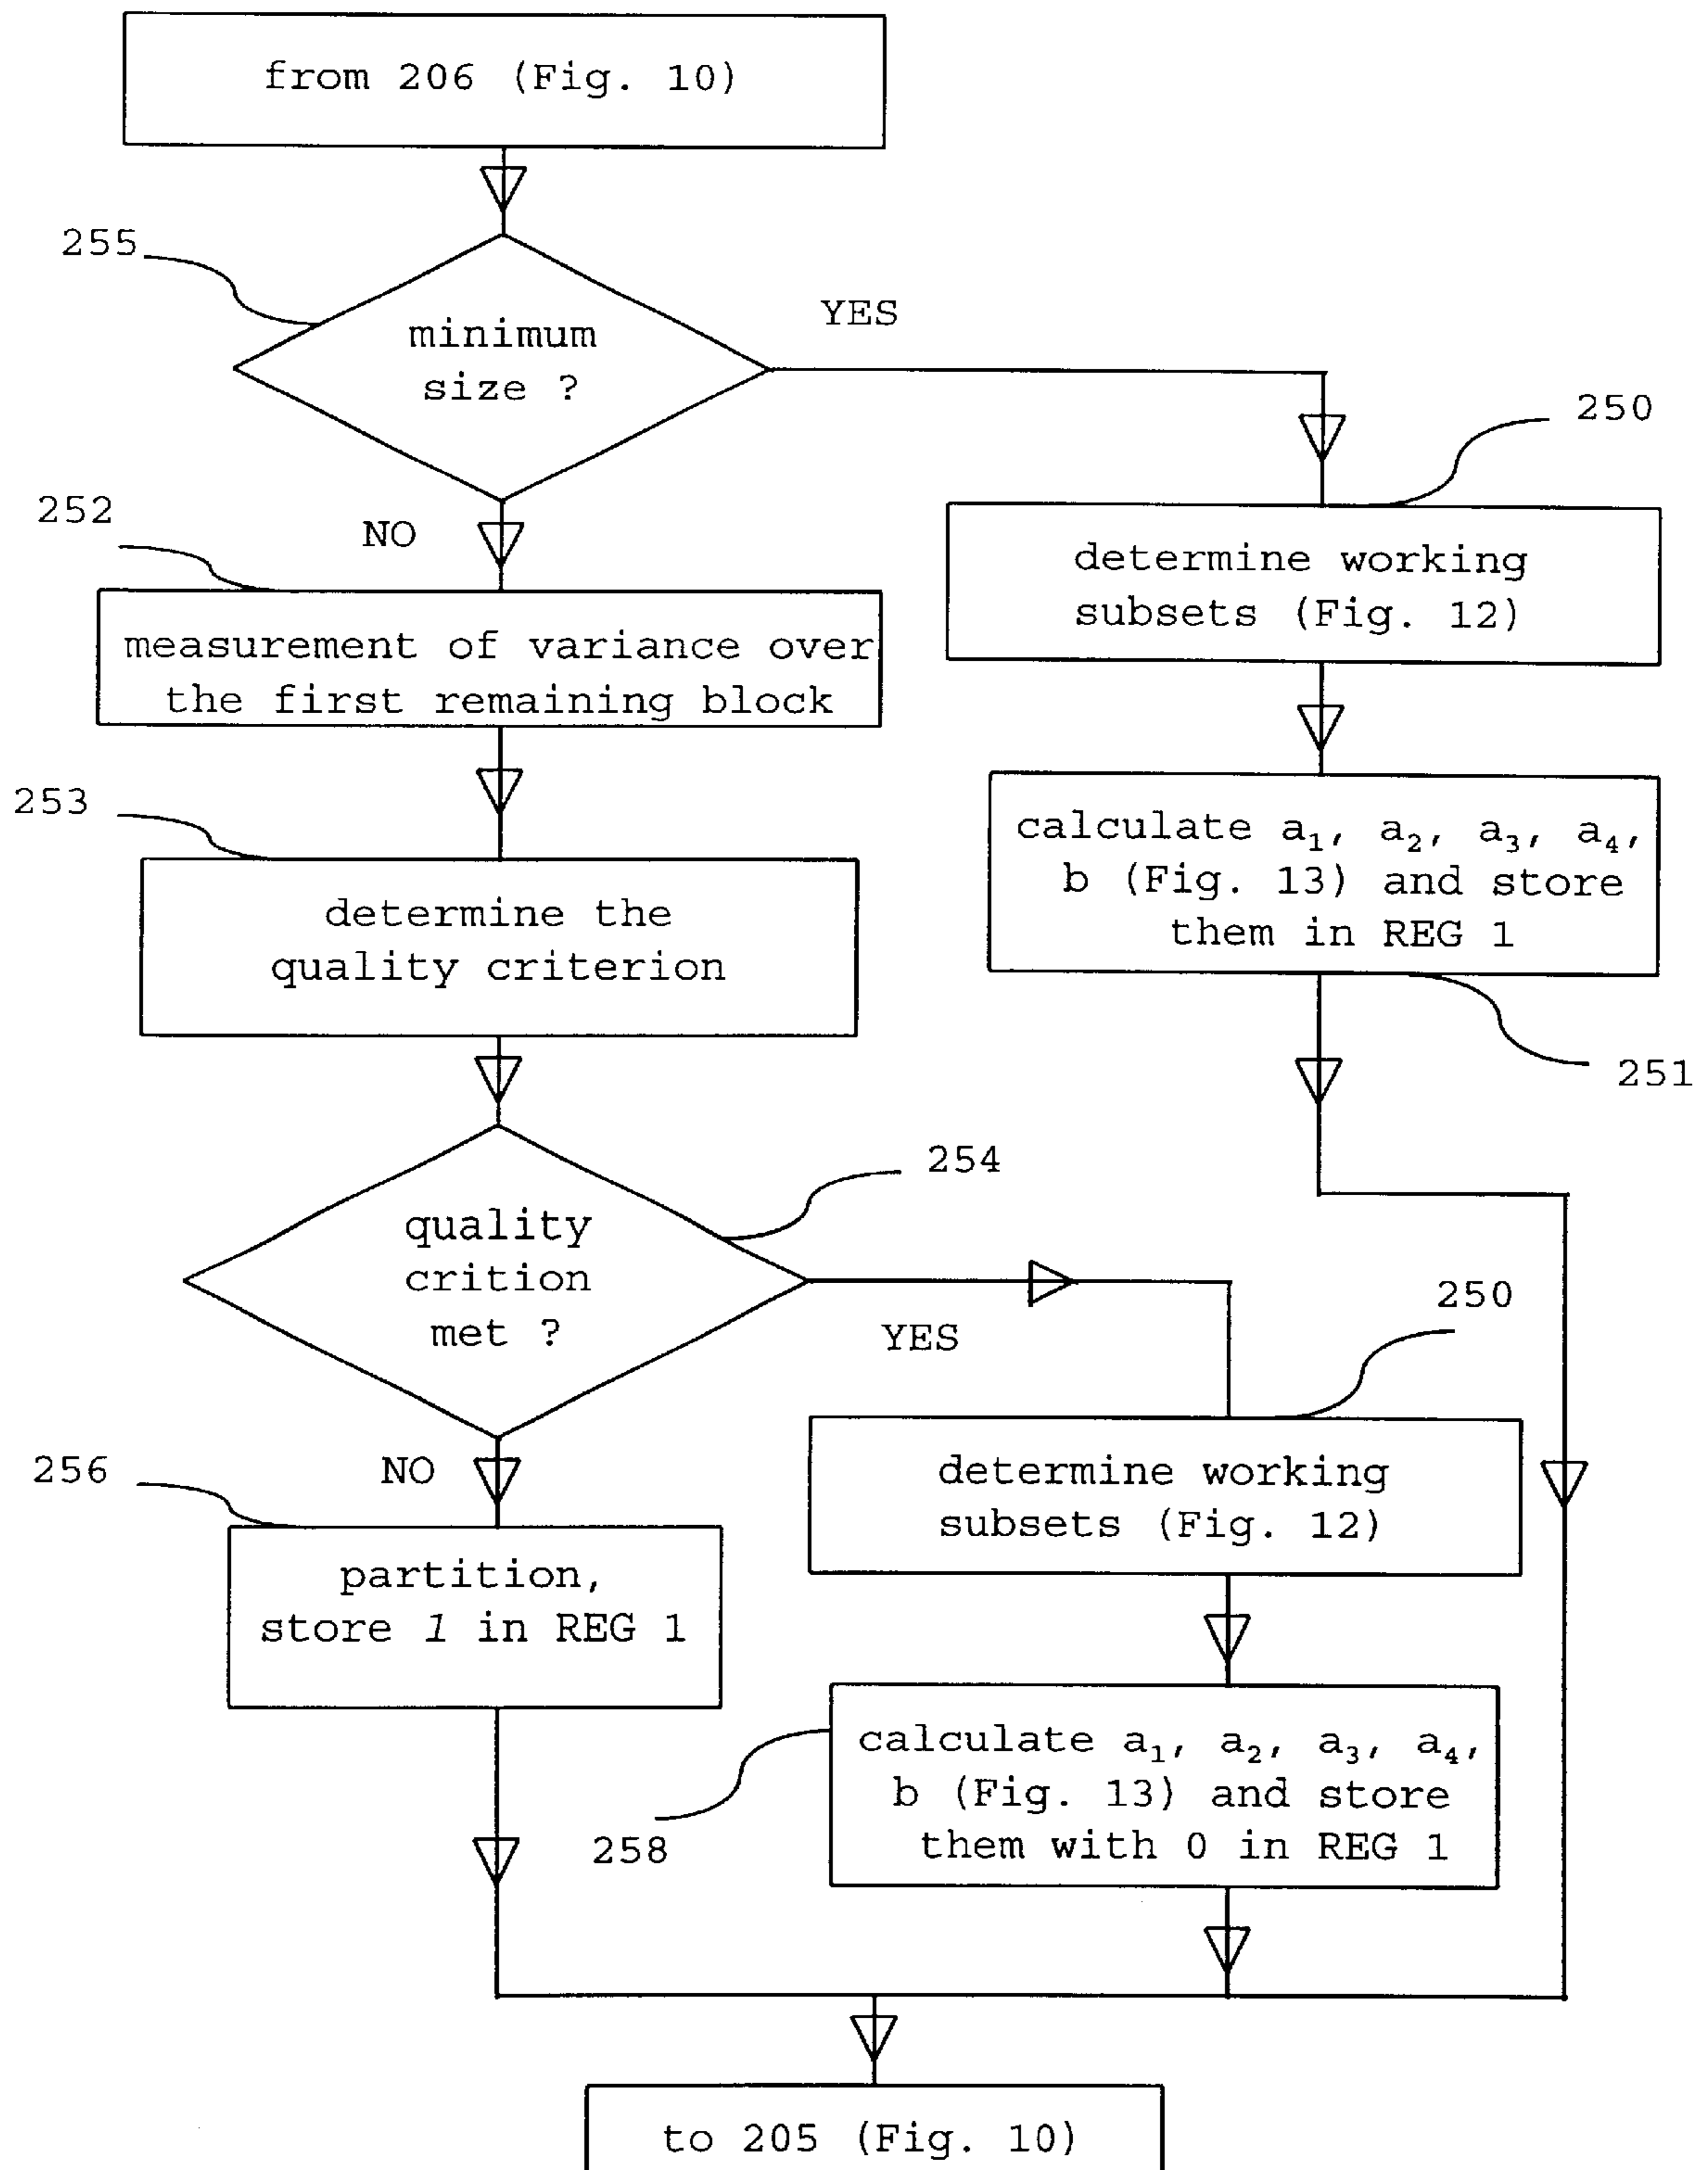 from 206 (Fig. 10)
255
minimum
size ?
YES
250
NO
252
determine working
subsets (Fig. 12)
measurement of variance over
the first remaining block
calculate a₁, a₂, a₃, a₄,
b (Fig. 13) and store
them in REG 1
253
determine the
quality criterion
251
254
quality
crition
met ?
YES
250
NO
256
determine working
subsets (Fig. 12)
partition,
store 1 in REG 1
calculate a₁, a₂, a₃, a₄,
b (Fig. 13) and store
them with 0 in REG 1
258
to 205 (Fig. 10)